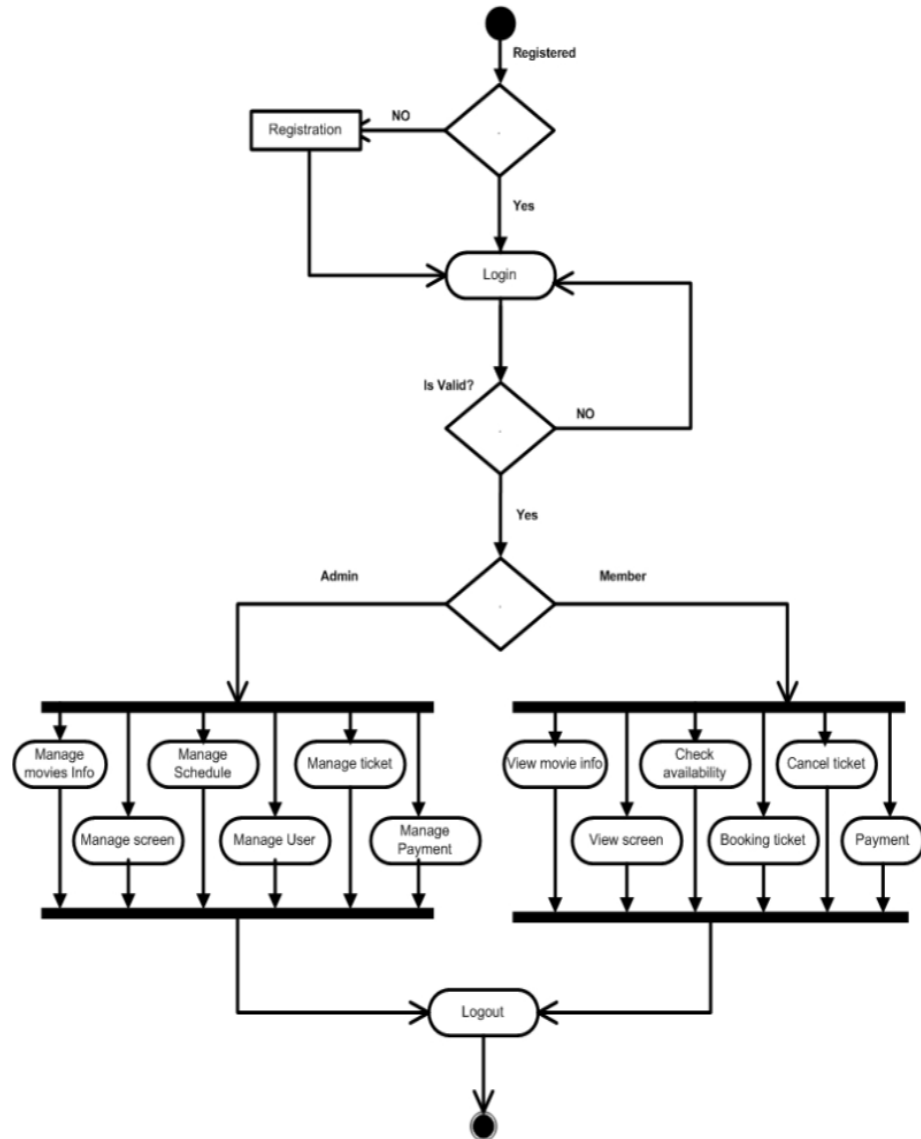 Registered
NO
Registration
Yes
Login
Is Valid?
NO
Yes
Admin
Member
Manage
movies Info
Manage
Schedule
Manage ticket
Manage screen
Manage User
Manage
Payment
View movie info
Check
availability
Cancel ticket
View screen
Booking ticket
Payment
Logout